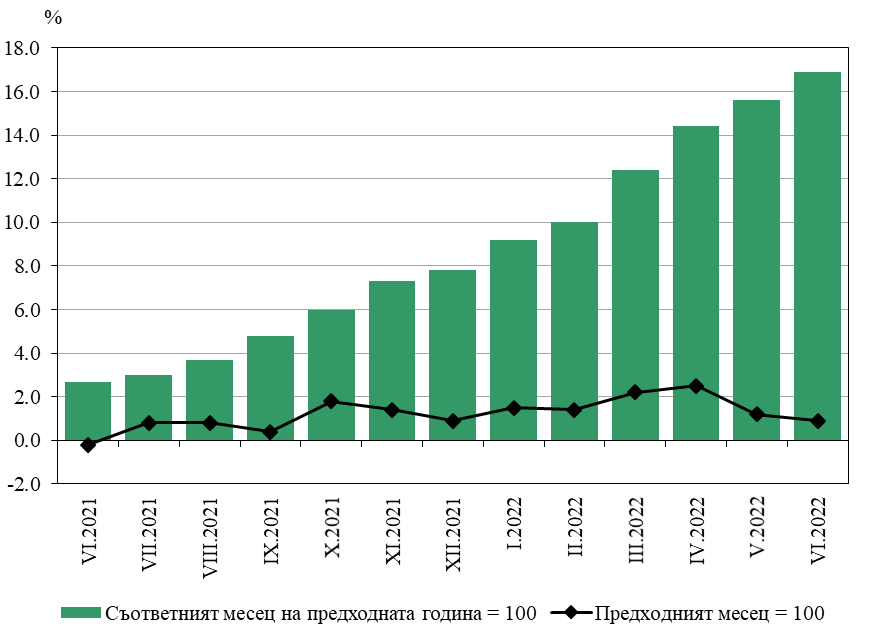 %
18.0
16.0
14.0
12.0
10.0
8.0
6.0
4.0
2.0
0.0
-2.0
VI.2021
VII.2021
VIII.2021
IX.2021
X.2021
XI.2021
XII.2021
I.2022
II.2022
III.2022
IV.2022
V.2022
VI.2022
Съответният месец на предходната година = 100
Предходният месец = 100